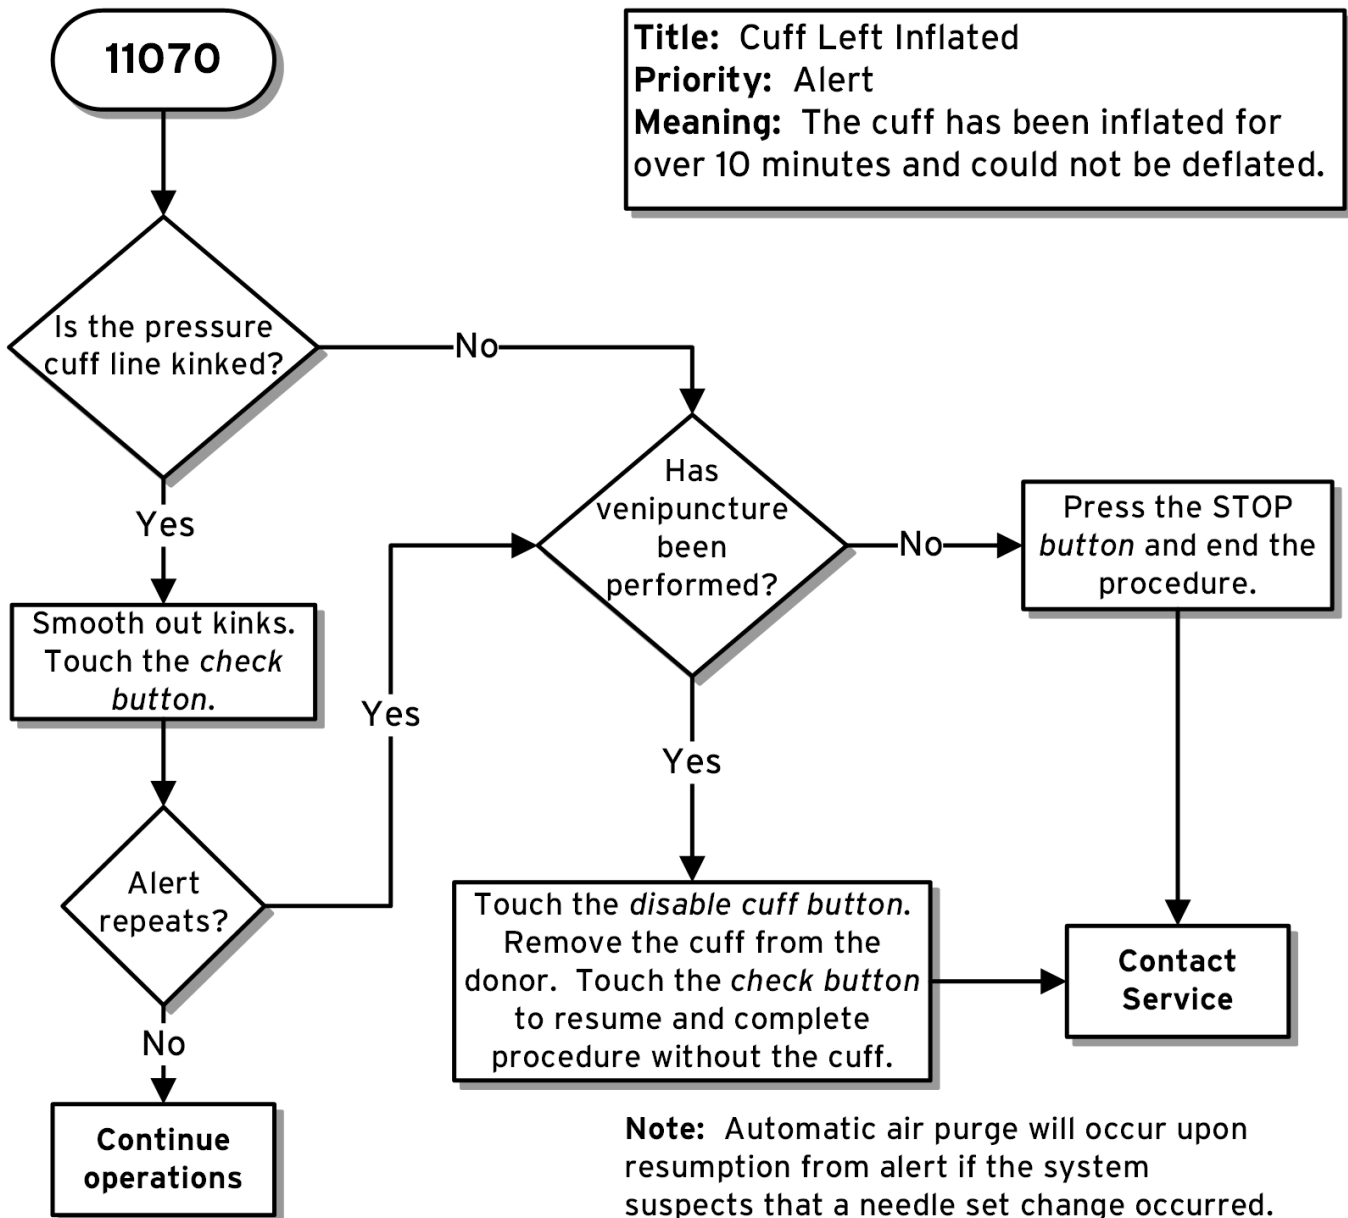 11070
Title: Cuff Left Inflated
Priority: Alert
Meaning: The cuff has been inflated for
over 10 minutes and could not be deflated.
Is the pressure
cuff line kinked?
No
Yes
Has
venipuncture
been
performed?
No
Press the STOP
button and end the
procedure.
Smooth out kinks.
Touch the check
button.
Yes
Yes
Alert
repeats?
Touch the disable cuff button.
Remove the cuff from the
donor. Touch the check button
to resume and complete
procedure without the cuff.
Contact
Service
No
Continue
operations
Note: Automatic air purge will occur upon
resumption from alert if the system
suspects that a needle set change occurred.